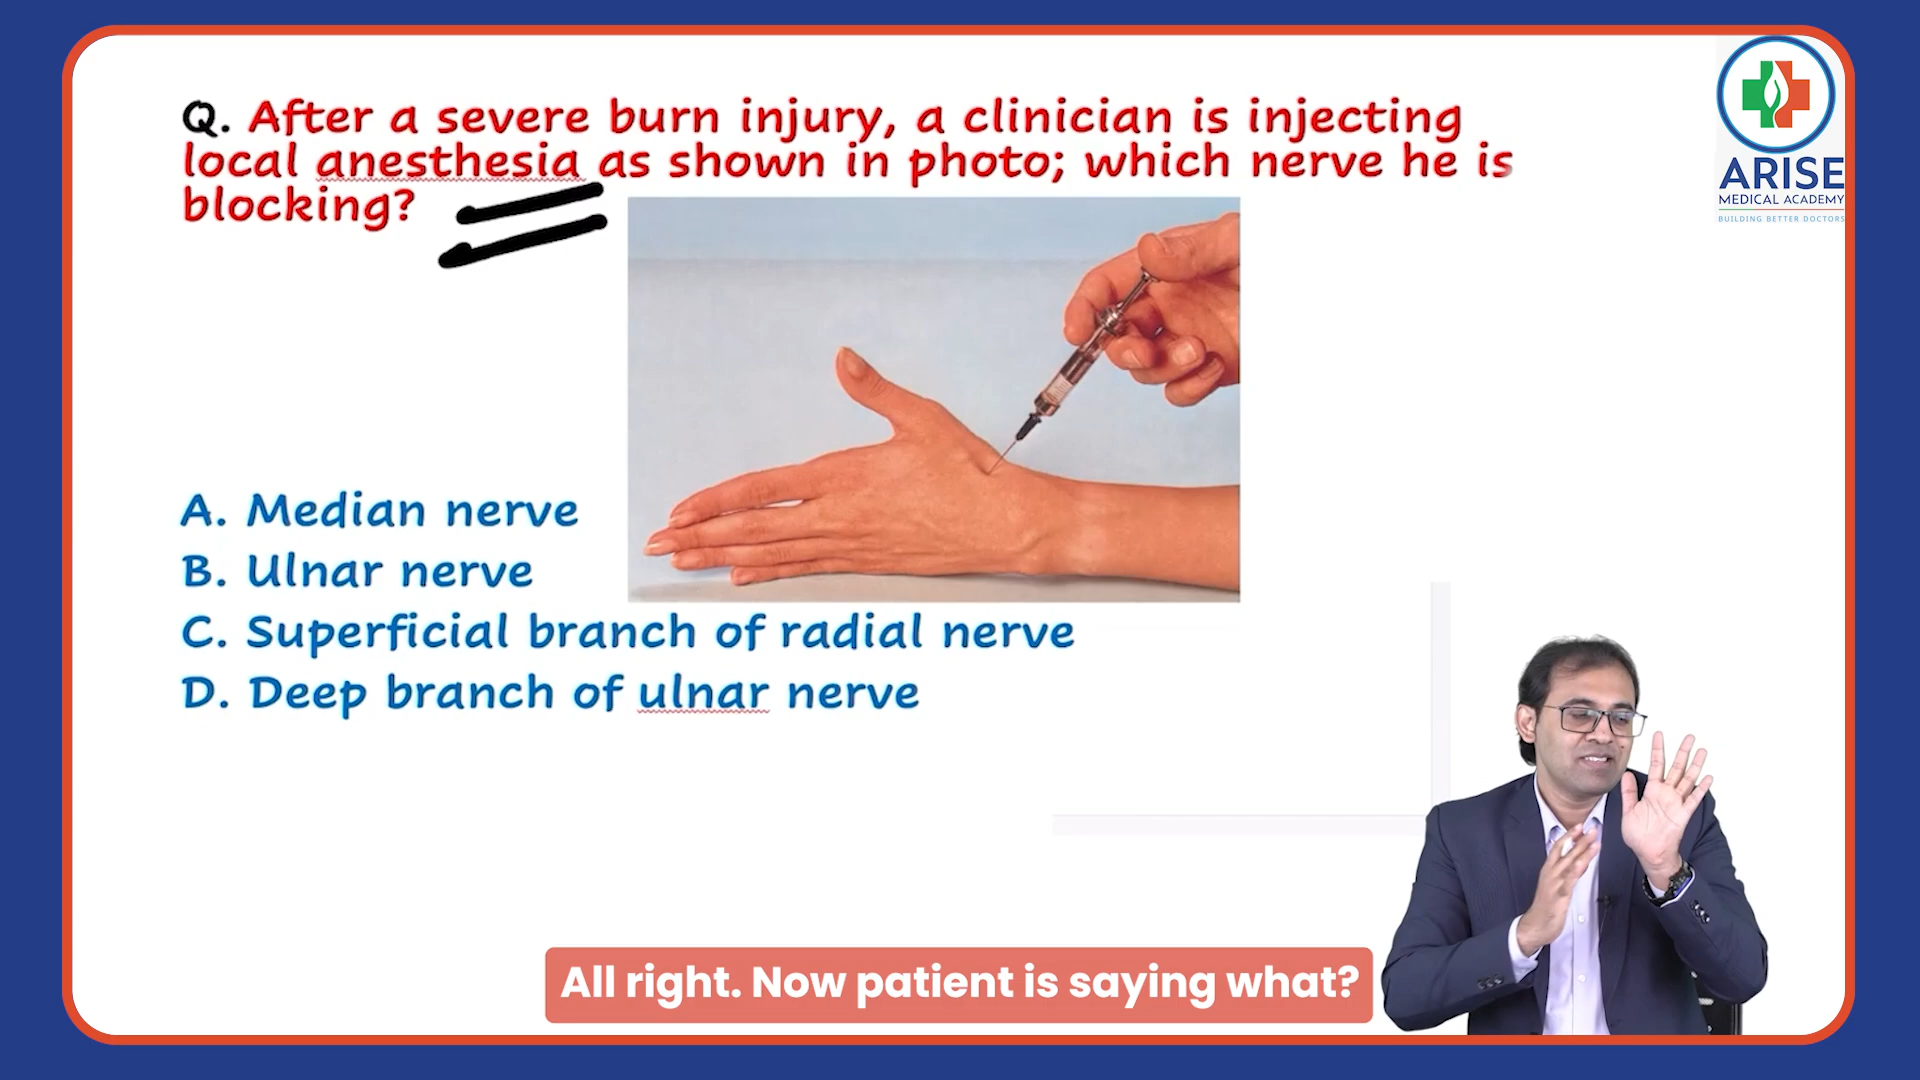 Q. After a severe burn injury, a clinician is injecting
local anesthesia as shown in photo; which nerve he is
blocking?
A. Median nerve
B. Ulnar nerve
C. Superficial branch of radial nerve
D. Deep branch of ulnar nerve
ARISE
MEDICAL ACADEMY
BUILDING BETTER DOCTORS
All right. Now patient is saying what?